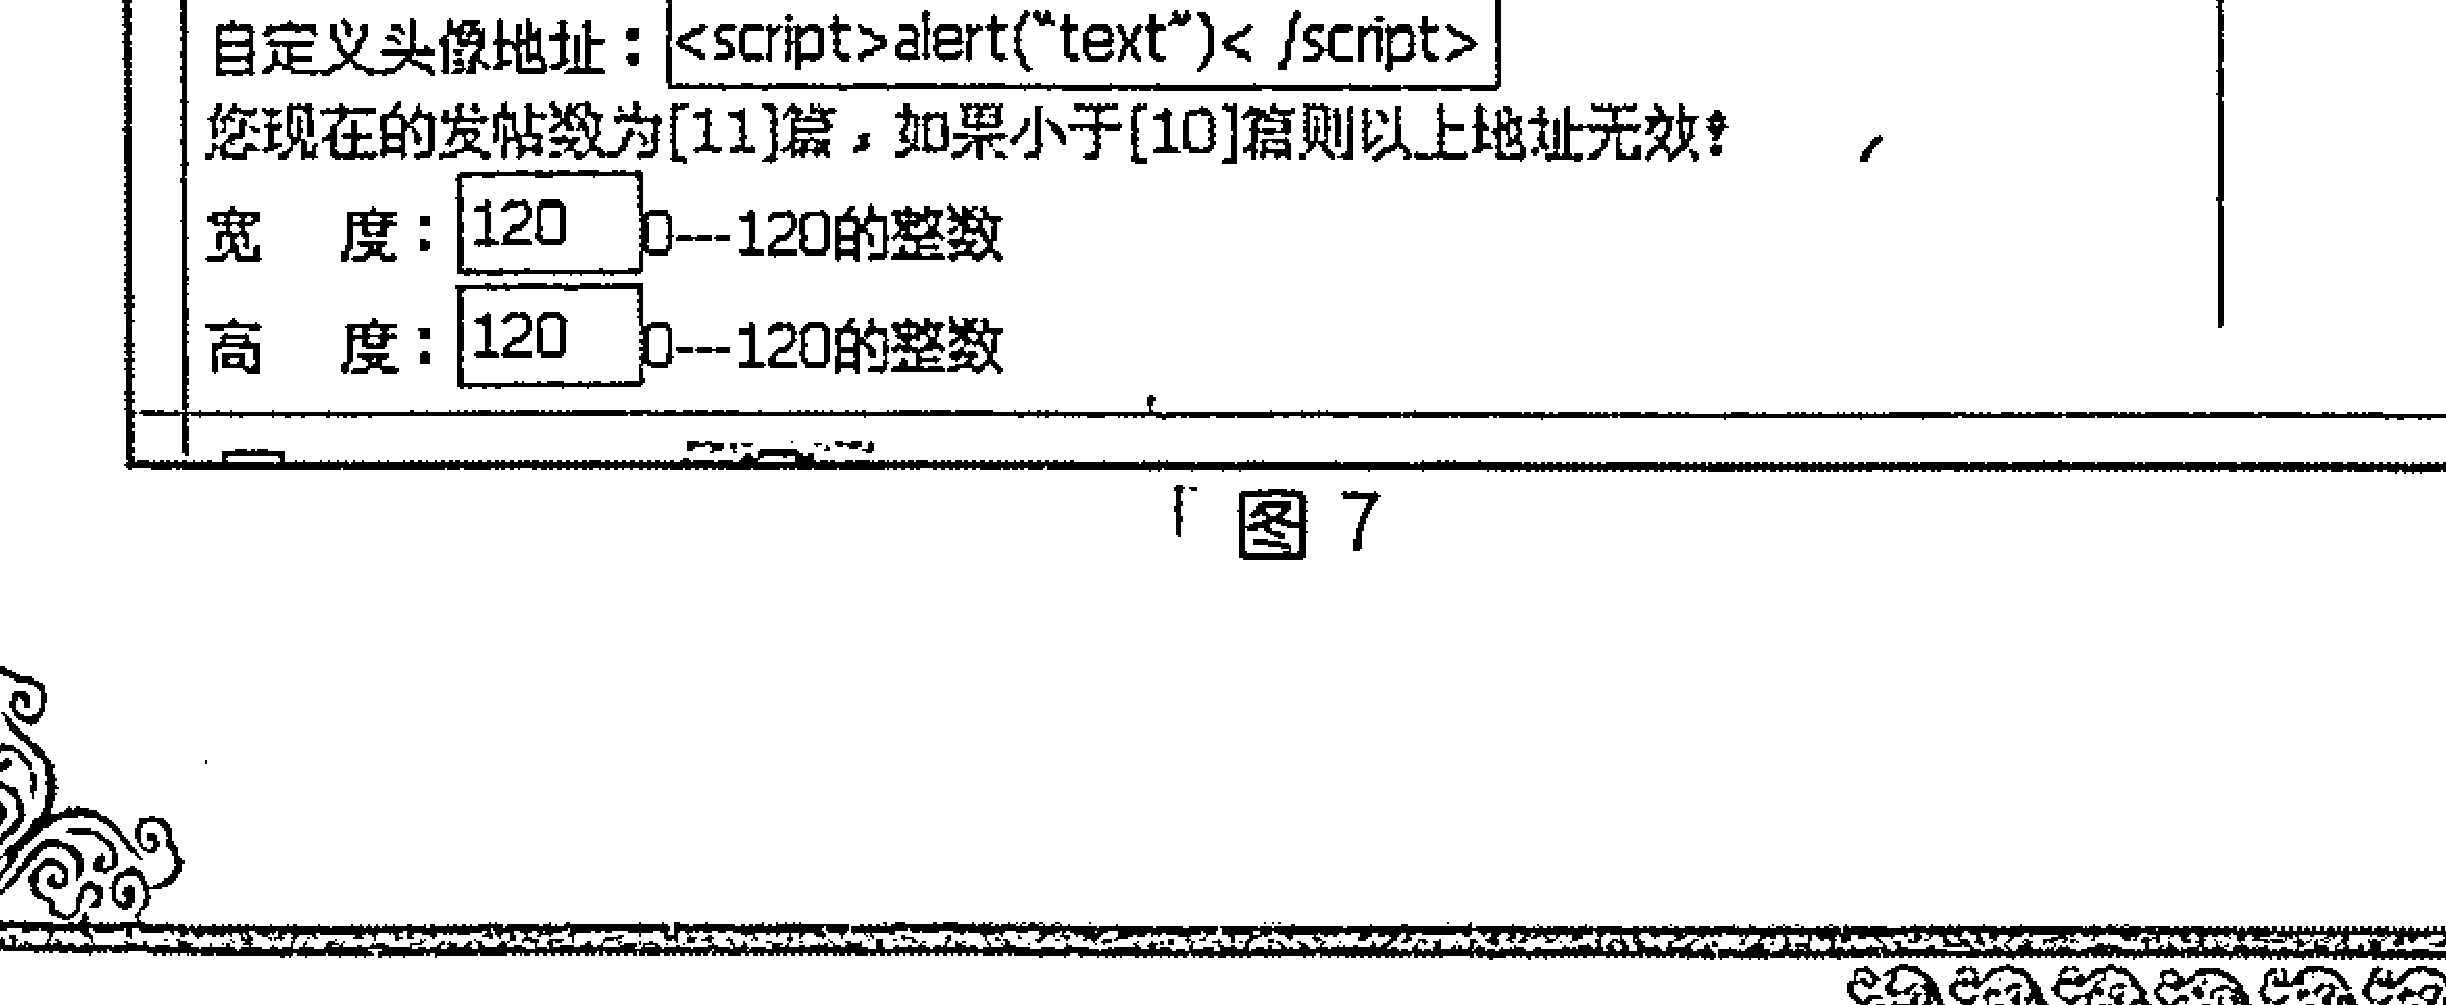 自定义头像地址：<script>alert("text")< /script>
您现在的发帖数为[11]篇，如果小于[10]篇则以上地址无效！
宽 度：120 0---120的整数
高 度：120 0---120的整数
图 7